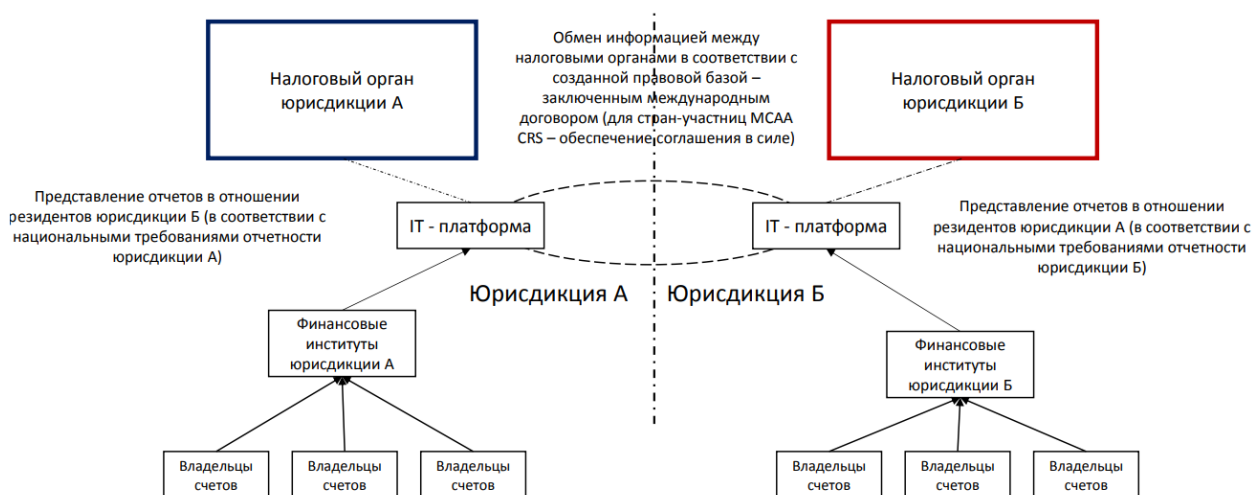 Налоговый орган
юрисдикции А
Обмен информацией между
налоговыми органами в соответствии с
созданной правовой базой –
заключенным международным
договором (для стран-участниц MCAA
CRS – обеспечение соглашения в силе)
Налоговый орган
юрисдикции Б
Представление отчетов в отношении
резидентов юрисдикции Б (в соответствии с
национальными требованиями отчетности
юрисдикции А)
IT - платформа
IT - платформа
Представление отчетов в отношении
резидентов юрисдикции А (в соответствии с
национальными требованиями отчетности
юрисдикции Б)
Юрисдикция А
Юрисдикция Б
Финансовые
институты
юрисдикции А
Финансовые
институты
юрисдикции Б
Владельцы
счетов
Владельцы
счетов
Владельцы
счетов
Владельцы
счетов
Владельцы
счетов
Владельцы
счетов